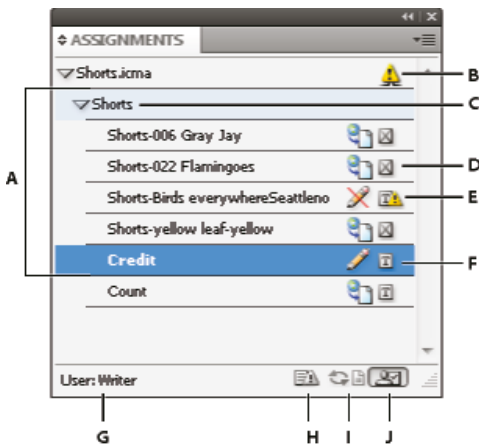 ASSIGNMENTS
Shorts.icma
B
Shorts
C
A
Shorts-006 Gray Jay
Shorts-022 Flamingoes
D
Shorts-Birds everywhereSeattleno
E
Shorts-yellow leaf-yellow
Credit
F
Count
User: Writer
G
H
I
J